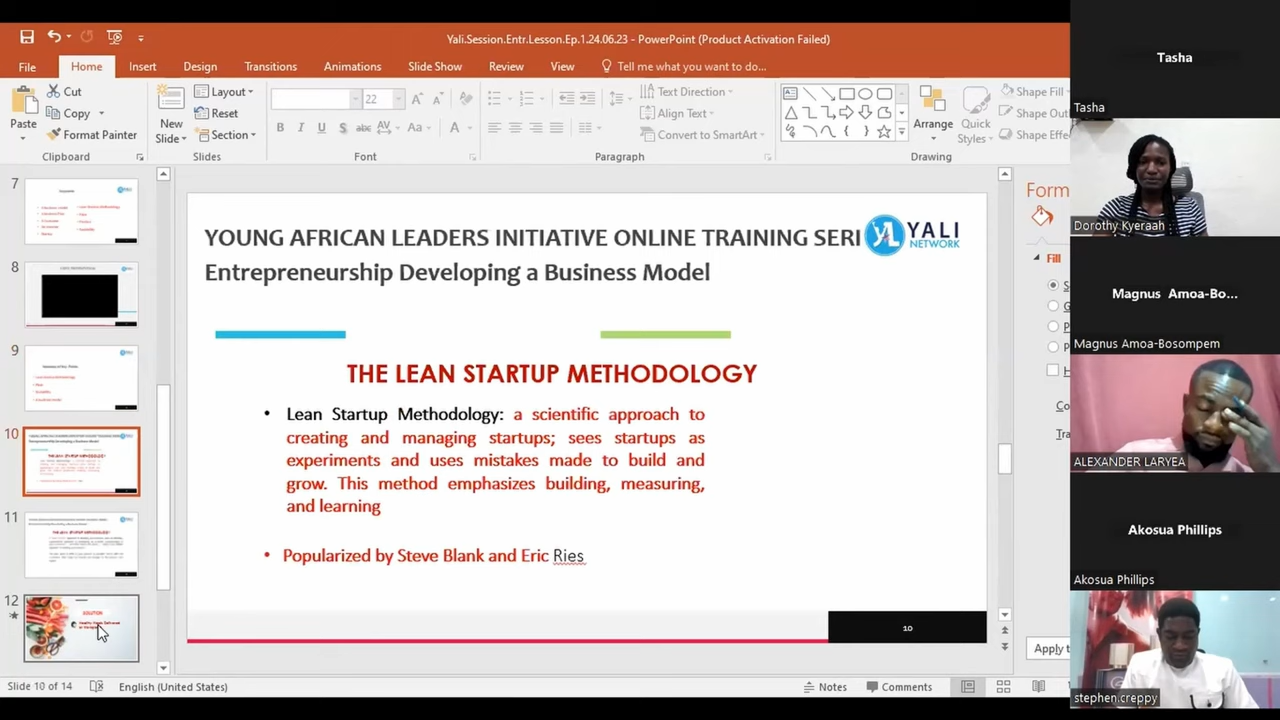 Yali.Session.Entr.Lesson.Ep.1.24.06.23 - PowerPoint (Product Activation Failed)
File Home Insert Design Transitions Animations Slide Show Review View Tell me what you want to do...
Paste
Cut
Copy
Format Painter
Clipboard
New Slide
Layout
Reset
Section
Slides
22
B I U S abc AV Aa A
Font
Text Direction
Align Text
Convert to SmartArt
Paragraph
Arrange
Quick Styles
Shape Fill
Shape Out
Shape Effe
Drawing
7
8
9
10
11
12
SOLUTION
YOUNG AFRICAN LEADERS INITIATIVE ONLINE TRAINING SERI
YALI
NETWORK
Entrepreneurship Developing a Business Model
THE LEAN STARTUP METHODOLOGY
• Lean Startup Methodology: a scientific approach to
creating and managing startups; sees startups as
experiments and uses mistakes made to build and
grow. This method emphasizes building, measuring,
and learning
• Popularized by Steve Blank and Eric Ries
10
Form
Fill
Apply t
Slide 10 of 14 English (United States) Notes Comments
Tasha
Tasha
Dorothy Kyeraah
Magnus Amoa-Bo...
Magnus Amoa-Bosompem
ALEXANDER LARYEA
Akosua Phillips
Akosua Phillips
stephen.creppy